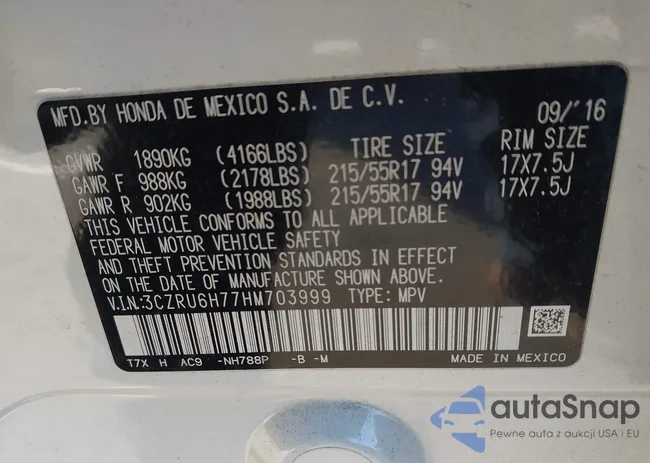 MFD.BY HONDA DE MEXICO S.A. DE C.V. 09/'16
GVWR 1890KG (4166LBS) TIRE SIZE RIM SIZE
GAWR F 988KG (2178LBS) 215/55R17 94V 17X7.5J
GAWR R 902KG (1988LBS) 215/55R17 94V 17X7.5J
THIS VEHICLE CONFORMS TO ALL APPLICABLE
FEDERAL MOTOR VEHICLE SAFETY
AND THEFT PREVENTION STANDARDS IN EFFECT
ON THE DATE OF MANUFACTURE SHOWN ABOVE.
V.I.N:3CZRU6H77HM703999 TYPE: MPV
T7X H AC9 -NH788P -B -M MADE IN MEXICO
autaSnap
Pewne auta z aukcji USA i EU